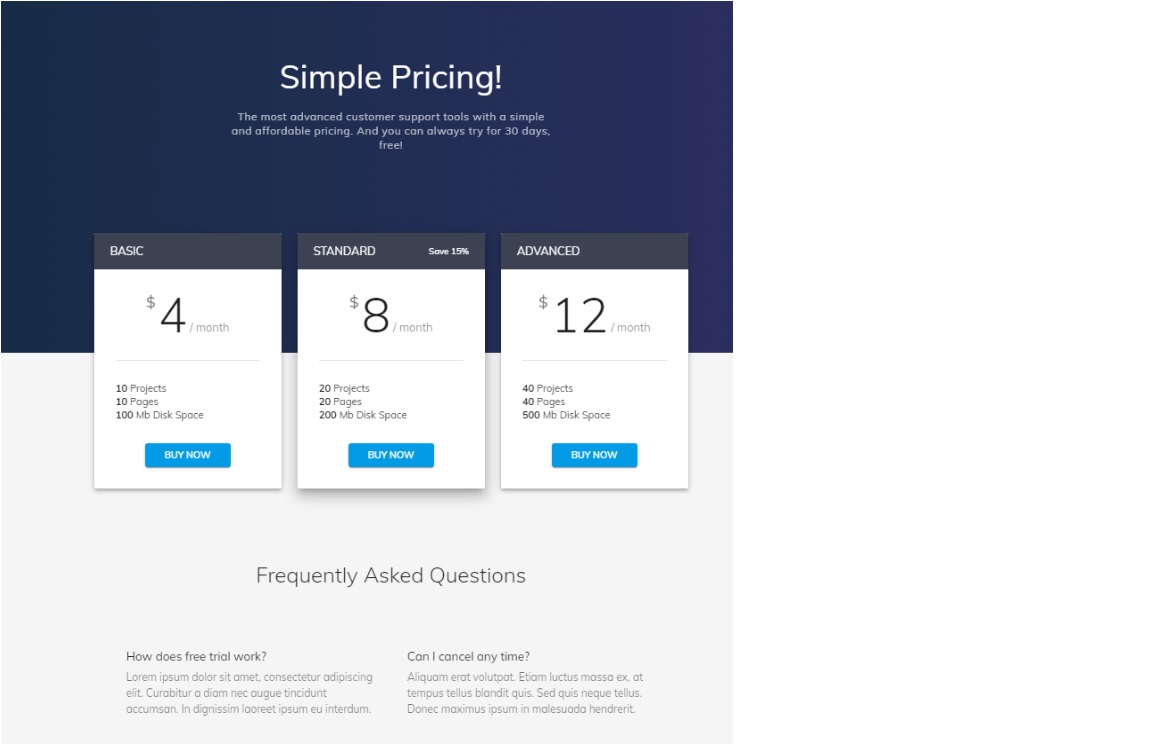 Simple Pricing!
The most advanced customer support tools with a simple
and affordable pricing. And you can always try for 30 days,
free!
BASIC
$ 4 / month
10 Projects
10 Pages
100 Mb Disk Space
BUY NOW
STANDARD Save 15%
$ 8 / month
20 Projects
20 Pages
200 Mb Disk Space
BUY NOW
ADVANCED
$ 12 / month
40 Projects
40 Pages
500 Mb Disk Space
BUY NOW
Frequently Asked Questions
How does free trial work?
Lorem ipsum dolor sit amet, consectetur adipiscing
elit. Curabitur a diam nec augue tincidunt
accumsan. In dignissim laoreet ipsum eu interdum.
Can I cancel any time?
Aliquam erat volutpat. Etiam luctus massa ex, at
tempus tellus blandit quis. Sed quis neque tellus.
Donec maximus ipsum in malesuada hendrerit.